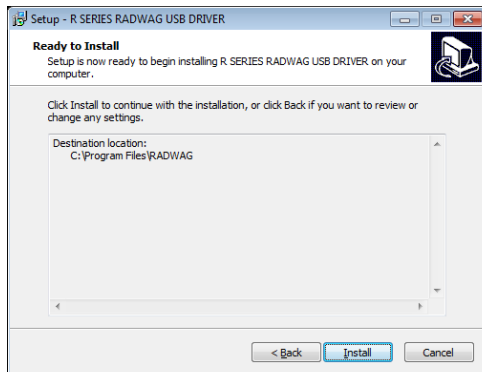 Setup - R SERIES RADWAG USB DRIVER
Ready to Install
Setup is now ready to begin installing R SERIES RADWAG USB DRIVER on your
computer.
Click Install to continue with the installation, or click Back if you want to review or
change any settings.
Destination location:
C:\Program Files\RADWAG
< Back
Install
Cancel